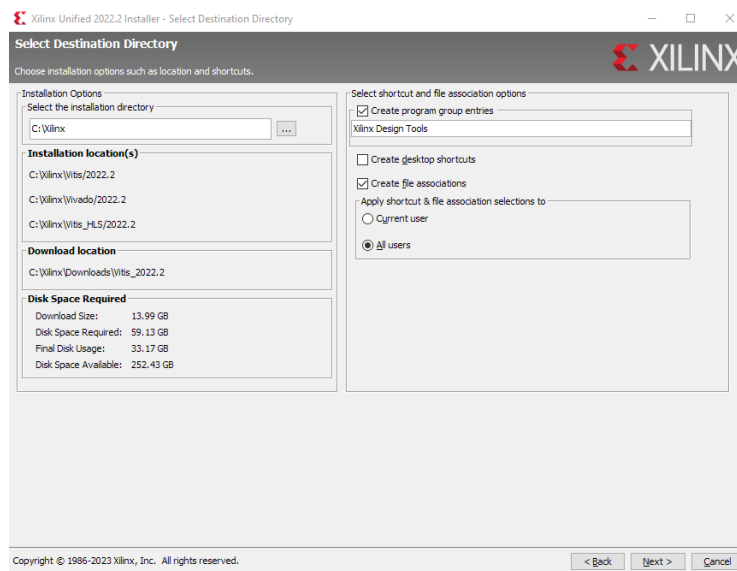 Xilinx Unified 2022.2 Installer - Select Destination Directory
Select Destination Directory
Choose installation options such as location and shortcuts.
XILINX
Installation Options
Select the installation directory
C:\Xilinx
...
Installation location(s)
C:\Xilinx\Vitis/2022.2
C:\Xilinx\Vivado/2022.2
C:\Xilinx\Vitis_HLS/2022.2
Download location
C:\Xilinx\Downloads\Vitis_2022.2
Disk Space Required
Download Size: 13.99 GB
Disk Space Required: 59.13 GB
Final Disk Usage: 33.17 GB
Disk Space Available: 252.43 GB
Select shortcut and file association options
Create program group entries
Xilinx Design Tools
Create desktop shortcuts
Create file associations
Apply shortcut & file association selections to
Current user
All users
Copyright © 1986-2023 Xilinx, Inc. All rights reserved.
< Back
Next >
Cancel